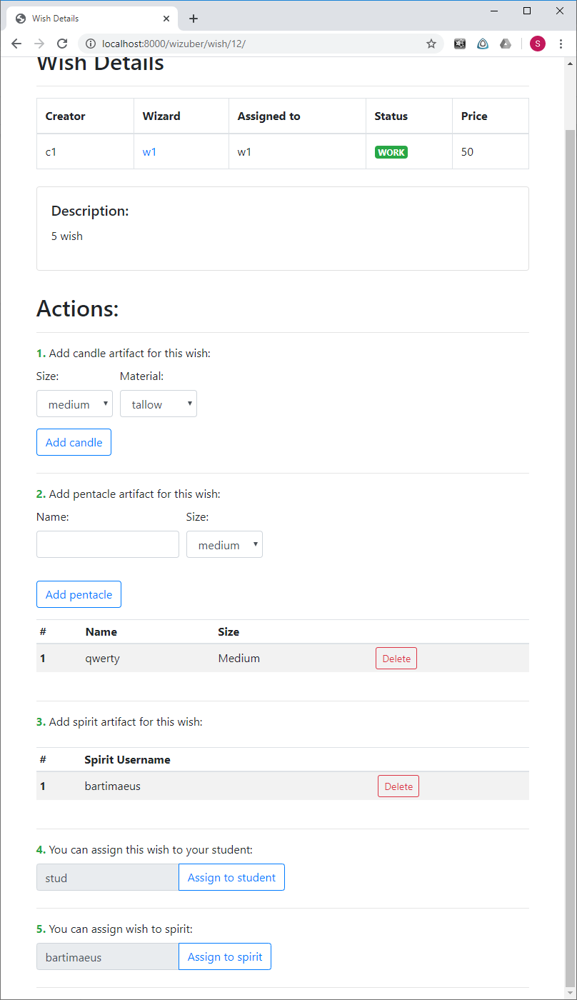 Wish Details
localhost:8000/wizuber/wish/12/
S
Wish Details
Creator Wizard Assigned to Status Price
c1 w1 w1 WORK 50
Description:
5 wish
Actions:
1. Add candle artifact for this wish:
Size: Material:
medium tallow
Add candle
2. Add pentacle artifact for this wish:
Name: Size:
medium
Add pentacle
# Name Size
1 qwerty Medium Delete
3. Add spirit artifact for this wish:
# Spirit Username
1 bartimaeus Delete
4. You can assign this wish to your student:
stud Assign to student
5. You can assign wish to spirit:
bartimaeus Assign to spirit